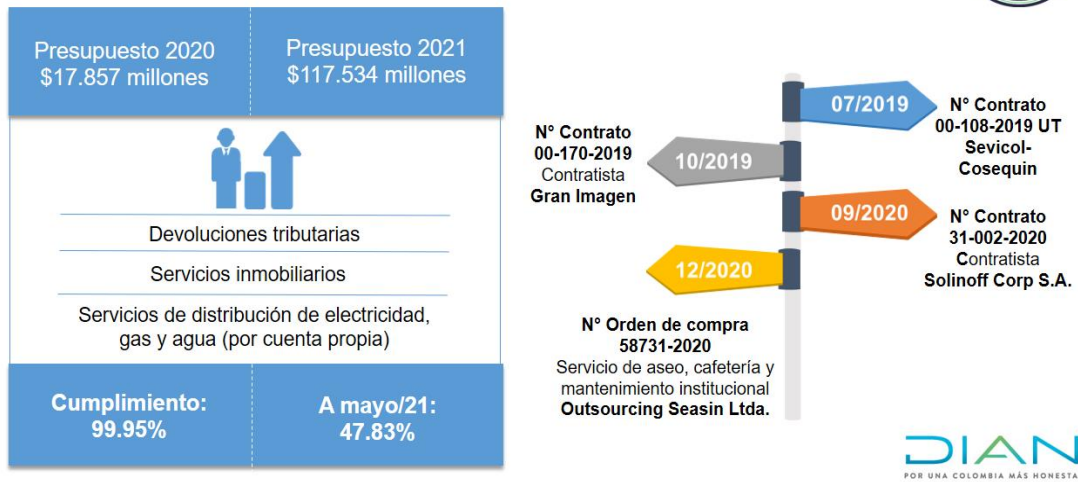 Presupuesto 2020
$17.857 millones
Presupuesto 2021
$117.534 millones
Devoluciones tributarias
Servicios inmobiliarios
Servicios de distribución de electricidad,
gas y agua (por cuenta propia)
Cumplimiento:
99.95%
A mayo/21:
47.83%
07/2019
N° Contrato
00-108-2019 UT
Sevicol-
Cosequin
10/2019
N° Contrato
00-170-2019
Contratista
Gran Imagen
09/2020
N° Contrato
31-002-2020
Contratista
Solinoff Corp S.A.
12/2020
N° Orden de compra
58731-2020
Servicio de aseo, cafetería y
mantenimiento institucional
Outsourcing Seasin Ltda.
DIAN
POR UNA COLOMBIA MÁS HONESTA